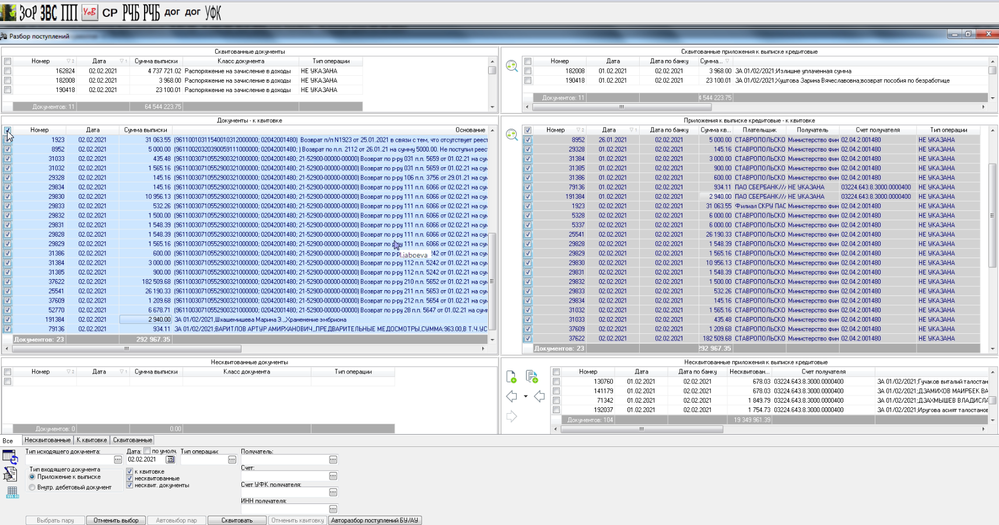 ЗОР ЗВС ПП УоВ СР РЧБ РЧБ ДОГ ДОГ УФК
Разбор поступлений
Сквитованные документы
Номер 2 Дата 1 Сумма выписки Класс документа Тип операции
162824 02.02.2021 4 737 721.02 Распоряжение на зачисление в доходы НЕ УКАЗАНА
182008 02.02.2021 3 968.00 Распоряжение на зачисление в доходы НЕ УКАЗАНА
190418 02.02.2021 23 100.01 Распоряжение на зачисление в доходы НЕ УКАЗАНА
Документов: 11 64 544 223.75
Сквитованные приложения к выписке кредитовые
Номер Дата Дата по банку Сумма...
182008 01.02.2021 02.02.2021 3 968.00 ЗА 01/02/2021;Излишне уплаченная сумма
190418 01.02.2021 02.02.2021 23 100.01 ЗА 01/02/2021;Хуштова Зарина Вячеславовна;возврат пособия по безработице
Документов: 11 4 544 223.75
Документы - к квитовке
Номер Дата Сумма выписки Основание
1923 02.02.2021 31 063.55 (96110010311540010312000000; 02042001480) Возврат п/п N1923 от 25.01.2021 в связи с тем, что отсутствует реест
8952 02.02.2021 5 000.00 (96110020320390059111000000; ) Возврат по п.п. 2112 от 26.01.21 на сумму 5000.00. Не поступил реес
31033 02.02.2021 435.48 (96110030710552900321000000; 02042001480; 21-52900-00000-00000) Возврат по р-ру 031 п.п. 5659 от 01.02.21 на сум
31032 02.02.2021 1 565.16 (96110030710552900321000000; 02042001480; 21-52900-00000-00000) Возврат по р-ру 031 п.п. 5659 от 01.02.21 на сум
29328 02.02.2021 145.16 (96110030710552900321000000; 02042001480; 21-52900-00000-00000) Возврат по р-ру 106 п.п. 3756 от 29.01.21 на сум
29834 02.02.2021 145.16 (96110030710552900321000000; 02042001480; 21-52900-00000-00000) Возврат по р-ру 111 п.п. 6066 от 02.02.21 на сум
29830 02.02.2021 10 956.13 (96110030710552900321000000; 02042001480; 21-52900-00000-00000) Возврат по р-ру 111 п.п. 6066 от 02.02.21 на сум
29833 02.02.2021 532.26 (96110030710552900321000000; 02042001480; 21-52900-00000-00000) Возврат по р-ру 111 п.п. 6066 от 02.02.21 на сум
29832 02.02.2021 1 500.00 (96110030710552900321000000; 02042001480; 21-52900-00000-00000) Возврат по р-ру 111 п.п. 6066 от 02.02.21 на сум
29831 02.02.2021 1 548.39 (96110030710552900321000000; 02042001480; 21-52900-00000-00000) Возврат по р-ру 111 п.п. 6066 от 02.02.21 на сум
29828 02.02.2021 1 548.39 (96110030710552900321000000; 02042001480; 21-52900-00000-00000) Возврат по р-ру 111 п.п. 6066 от 02.02.21 на сум
29829 02.02.2021 1 565.16 (96110030710552900321000000; 02042001480; 21-52900-00000-00000) Возврат по р-ру 111 п.п. 6066 от 02.02.21 на сум
31386 02.02.2021 600.00 (96110030710552900321000000; 02042001480; 21-52900-00000-00000) Возврат по р-р 242 от 01.02.21 на сум
l.jaboeva
31384 02.02.2021 3 000.00 (96110030710552900321000000; 02042001480; 21-52900-00000-00000) Возврат по р-ру 112 п.п. 5242 от 01.02.21 на сум
31385 02.02.2021 900.00 (96110030710552900321000000; 02042001480; 21-52900-00000-00000) Возврат по р-ру 112 п.п. 5242 от 01.02.21 на сум
37622 02.02.2021 182 509.68 (96110030710552900321000000; 02042001480; 21-52900-00000-00000) Возврат по р-ру 210 п.п. 5652 от 01.02.21 на сум
25541 02.02.2021 26 190.33 (96110030710552900321000000; 02042001480; 21-52900-00000-00000) Возврат по р-ру 211 п.п. 5653 от 01.02.21 на сум
37609 02.02.2021 1 209.68 (96110030710552900321000000; 02042001480; 21-52900-00000-00000) Возврат по р-ру 212 п.п. 5654 от 01.02.21 на сум
52770 02.02.2021 6 678.71 (96110030710552900321000000; 02042001480; 21-52900-00000-00000) Возврат по р-ру 28 п.п. 5647 от 01.02.21 на сумм
191384 02.02.2021 2 940.00 ЗА 01/02/2021,Шхашемишева Марина Э.,,Храненение эмбриона
79136 02.02.2021 934.11 ЗА 01/02/2021;ВАРИТЛОВ АРТУР АМИРХАНОВИЧ,,ПРЕДВАРИТЕЛЬНЫЕ МЕДОСМОТРЫ,СУММА:963.00,В Т.Ч.УС
Документов: 23 292 967.35
Приложения к выписке кредитовые - к квитовке
Номер 2 Дата 1 Дата по банку Сумма кв... Плательщик Получатель Счет получателя Тип операции
8952 26.01.2021 02.02.2021 5 000.00 СТАВРОПОЛЬСКО Министерство фин 02.04.2.001480 НЕ УКАЗАНА
29328 01.02.2021 02.02.2021 145.16 СТАВРОПОЛЬСКО Министерство фин 02.04.2.001480 НЕ УКАЗАНА
31384 01.02.2021 02.02.2021 3 000.00 СТАВРОПОЛЬСКО Министерство фин 02.04.2.001480 НЕ УКАЗАНА
31385 01.02.2021 02.02.2021 900.00 СТАВРОПОЛЬСКО Министерство фин 02.04.2.001480 НЕ УКАЗАНА
31386 01.02.2021 02.02.2021 600.00 СТАВРОПОЛЬСКО Министерство фин 02.04.2.001480 НЕ УКАЗАНА
79136 01.02.2021 02.02.2021 934.11 ПАО СБЕРБАНК// НЕ УКАЗАНА 03224.643.8.3000.0000400 НЕ УКАЗАНА
191384 01.02.2021 02.02.2021 2 940.00 ПАО СБЕРБАНК// НЕ УКАЗАНА 03224.643.8.3000.0000400 НЕ УКАЗАНА
1923 02.02.2021 02.02.2021 31 063.55 Филиал СКРУ ПАС Министерство фин 02.04.2.001480 НЕ УКАЗАНА
5328 02.02.2021 02.02.2021 6 000.00 СТАВРОПОЛЬСКО Министерство фин 02.04.2.001480 НЕ УКАЗАНА
5337 02.02.2021 02.02.2021 6 000.00 СТАВРОПОЛЬСКО Министерство фин 02.04.2.001480 НЕ УКАЗАНА
25541 02.02.2021 02.02.2021 26 190.33 СТАВРОПОЛЬСКО Министерство фин 02.04.2.001480 НЕ УКАЗАНА
29828 02.02.2021 02.02.2021 1 548.39 СТАВРОПОЛЬСКО Министерство фин 02.04.2.001480 НЕ УКАЗАНА
29829 02.02.2021 02.02.2021 1 565.16 СТАВРОПОЛЬСКО Министерство фин 02.04.2.001480 НЕ УКАЗАНА
29830 02.02.2021 02.02.2021 10 956.13 СТАВРОПОЛЬСКО Министерство фин 02.04.2.001480 НЕ УКАЗАНА
29831 02.02.2021 02.02.2021 1 548.39 СТАВРОПОЛЬСКО Министерство фин 02.04.2.001480 НЕ УКАЗАНА
29832 02.02.2021 02.02.2021 1 500.00 СТАВРОПОЛЬСКО Министерство фин 02.04.2.001480 НЕ УКАЗАНА
29833 02.02.2021 02.02.2021 532.26 СТАВРОПОЛЬСКО Министерство фин 02.04.2.001480 НЕ УКАЗАНА
29834 02.02.2021 02.02.2021 145.16 СТАВРОПОЛЬСКО Министерство фин 02.04.2.001480 НЕ УКАЗАНА
31032 02.02.2021 02.02.2021 1 565.16 СТАВРОПОЛЬСКО Министерство фин 02.04.2.001480 НЕ УКАЗАНА
31033 02.02.2021 02.02.2021 435.48 СТАВРОПОЛЬСКО Министерство фин 02.04.2.001480 НЕ УКАЗАНА
37609 02.02.2021 02.02.2021 1 209.68 СТАВРОПОЛЬСКО Министерство фин 02.04.2.001480 НЕ УКАЗАНА
37622 02.02.2021 02.02.2021 182 509.68 СТАВРОПОЛЬСКО Министерство фин 02.04.2.001480 НЕ УКАЗАНА
Документов: 23 292 967.35
Несквитованные документы
Номер 2 Дата 1 Сумма выписки Класс документа Тип операции
Документов: 0 0.00
Несквитованные приложения к выписке кредитовые
Номер Дата Дата по банку Несквитован... Счет получателя
130760 01.02.2021 02.02.2021 678.03 03224.643.8.3000.0000400 ЗА 01/02/2021;Гучаков виталий талостан
141179 01.02.2021 02.02.2021 678.03 03224.643.8.3000.0000400 ЗА 01/02/2021;ДЗАМИХОВ МАИРБЕК ВА
71342 01.02.2021 02.02.2021 1 849.79 03224.643.8.3000.0000400 ЗА 01/02/2021;ДЗАХМЫШЕВ ВЛАДИСЛА
192037 01.02.2021 02.02.2021 1 754.73 03224.643.8.3000.0000400 ЗА 01/02/2021;Иругова асият талостанов
Документов: 104 19 349 961.39
Все Несквитованные К квитовке Сквитованные
Тип исходящего документа: Дата: по умолч. Тип операции: Получатель:
02.02.2021 15
Тип входящего документа к квитовке Счет:
Приложение к выписке несквитованные
Внутр. дебетовый документ несквит. документы Счет УФК получателя:
ИНН получателя:
Выбрать пару Отменить выбор Автовыбор пар Сквитовать Отменить квитовку Авторазбор поступлений БУ/АУ